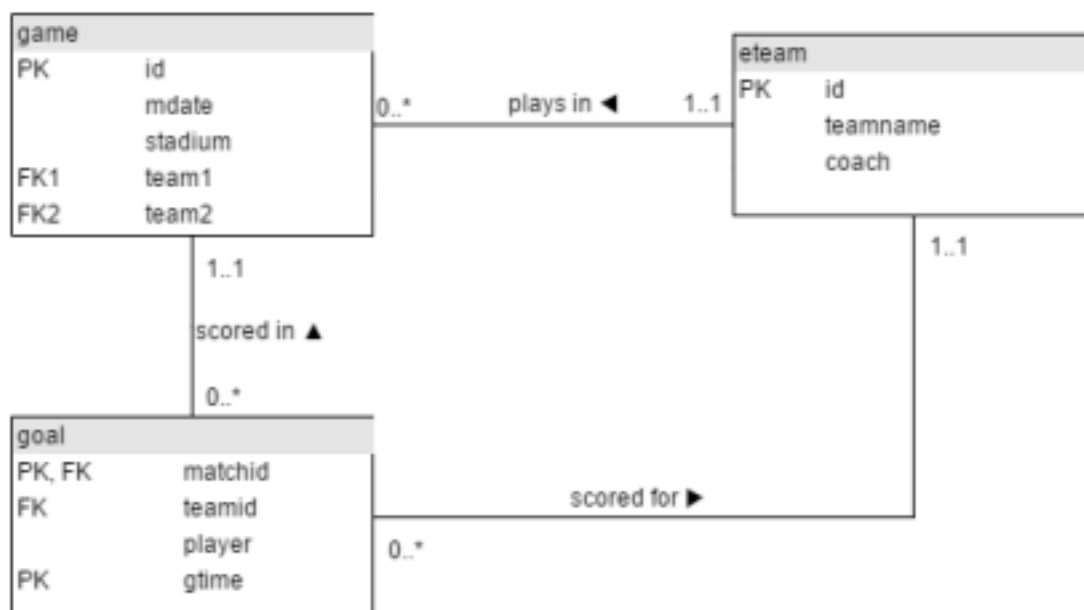 game
PK id
mdate
stadium
FK1 team1
FK2 team2
0..* plays in ◄ 1..1
eteam
PK id
teamname
coach
1..1
scored in ▲
0..*
1..1
goal
PK, FK matchid
FK teamid
player
PK gtime
scored for ►
0..*